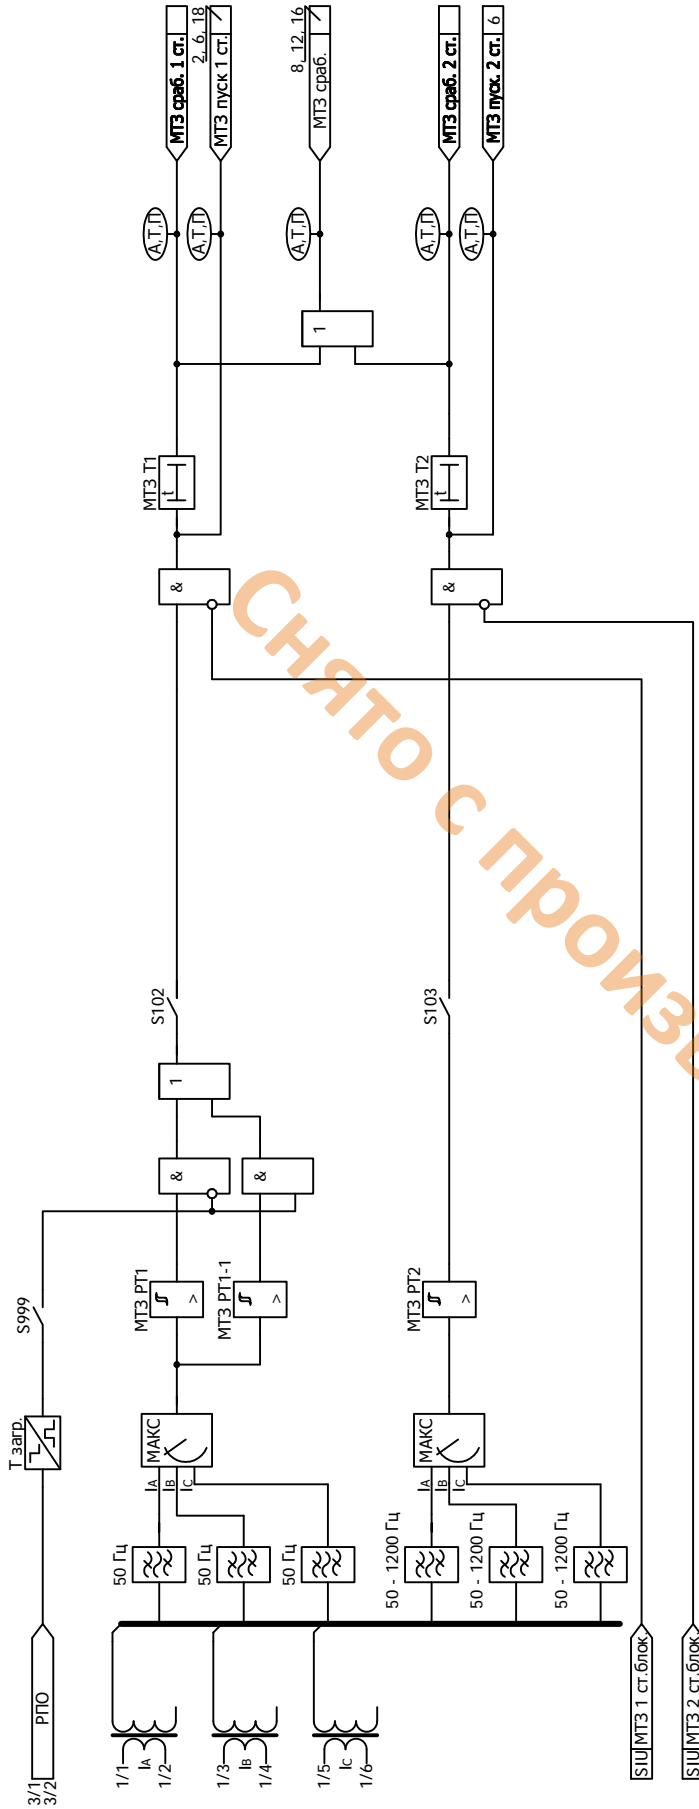 3/1
3/2
РПО
Т загр.
S999
1/1
IA
1/2
1/3
IB
1/4
1/5
IC
1/6
50 Гц
50 Гц
50 Гц
IA
IB
IC
МАКС
МТЗ РТ1
>
МТЗ РТ1-1
>
&
&
1
S102
&
МТЗ Т1
t
А,Т,П
А,Т,П
МТЗ сраб. 1 ст.
МТЗ пуск 1 ст.
2, 6, 18
1
А,Т,П
МТЗ сраб.
8, 12, 16
50 - 1200 Гц
50 - 1200 Гц
50 - 1200 Гц
IA
IB
IC
МАКС
МТЗ РТ2
>
S103
&
МТЗ Т2
t
А,Т,П
А,Т,П
МТЗ сраб. 2 ст.
МТЗ пуск. 2 ст. 6
SIU МТЗ 1 ст.блок.
SIU МТЗ 2 ст.блок.
Снято с произв